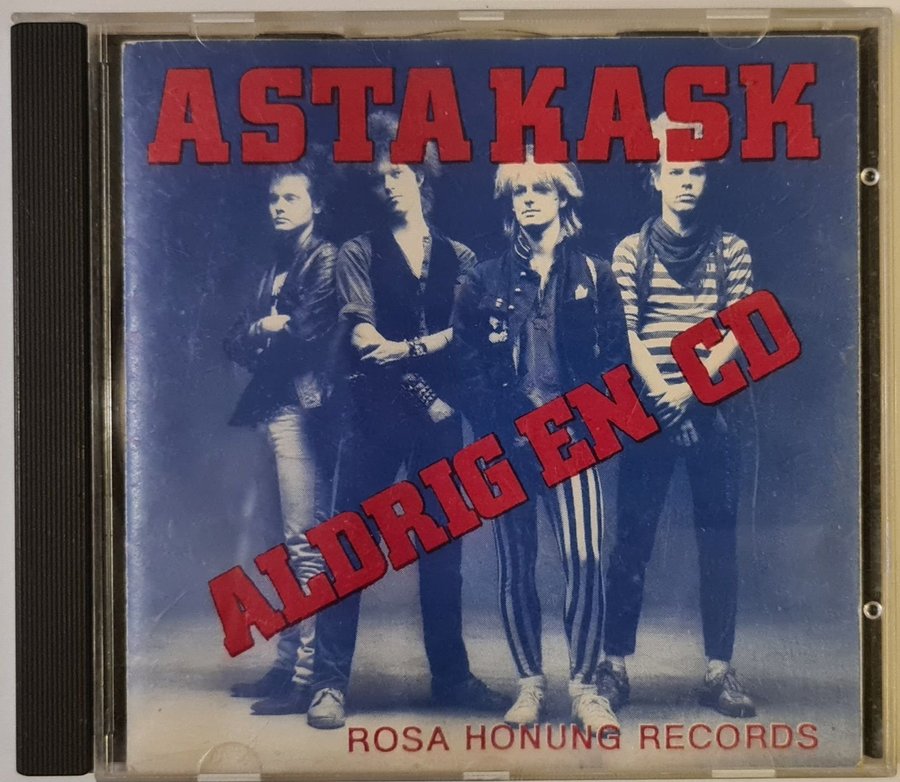 ASTA KASK
ALDRIG EN CD
ROSA HONUNG RECORDS